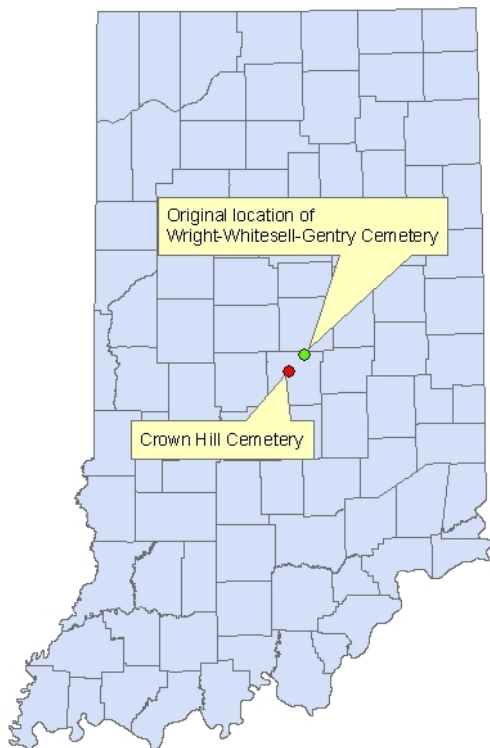 Original location of
Wright-Whitesell-Gentry Cemetery
Crown Hill Cemetery